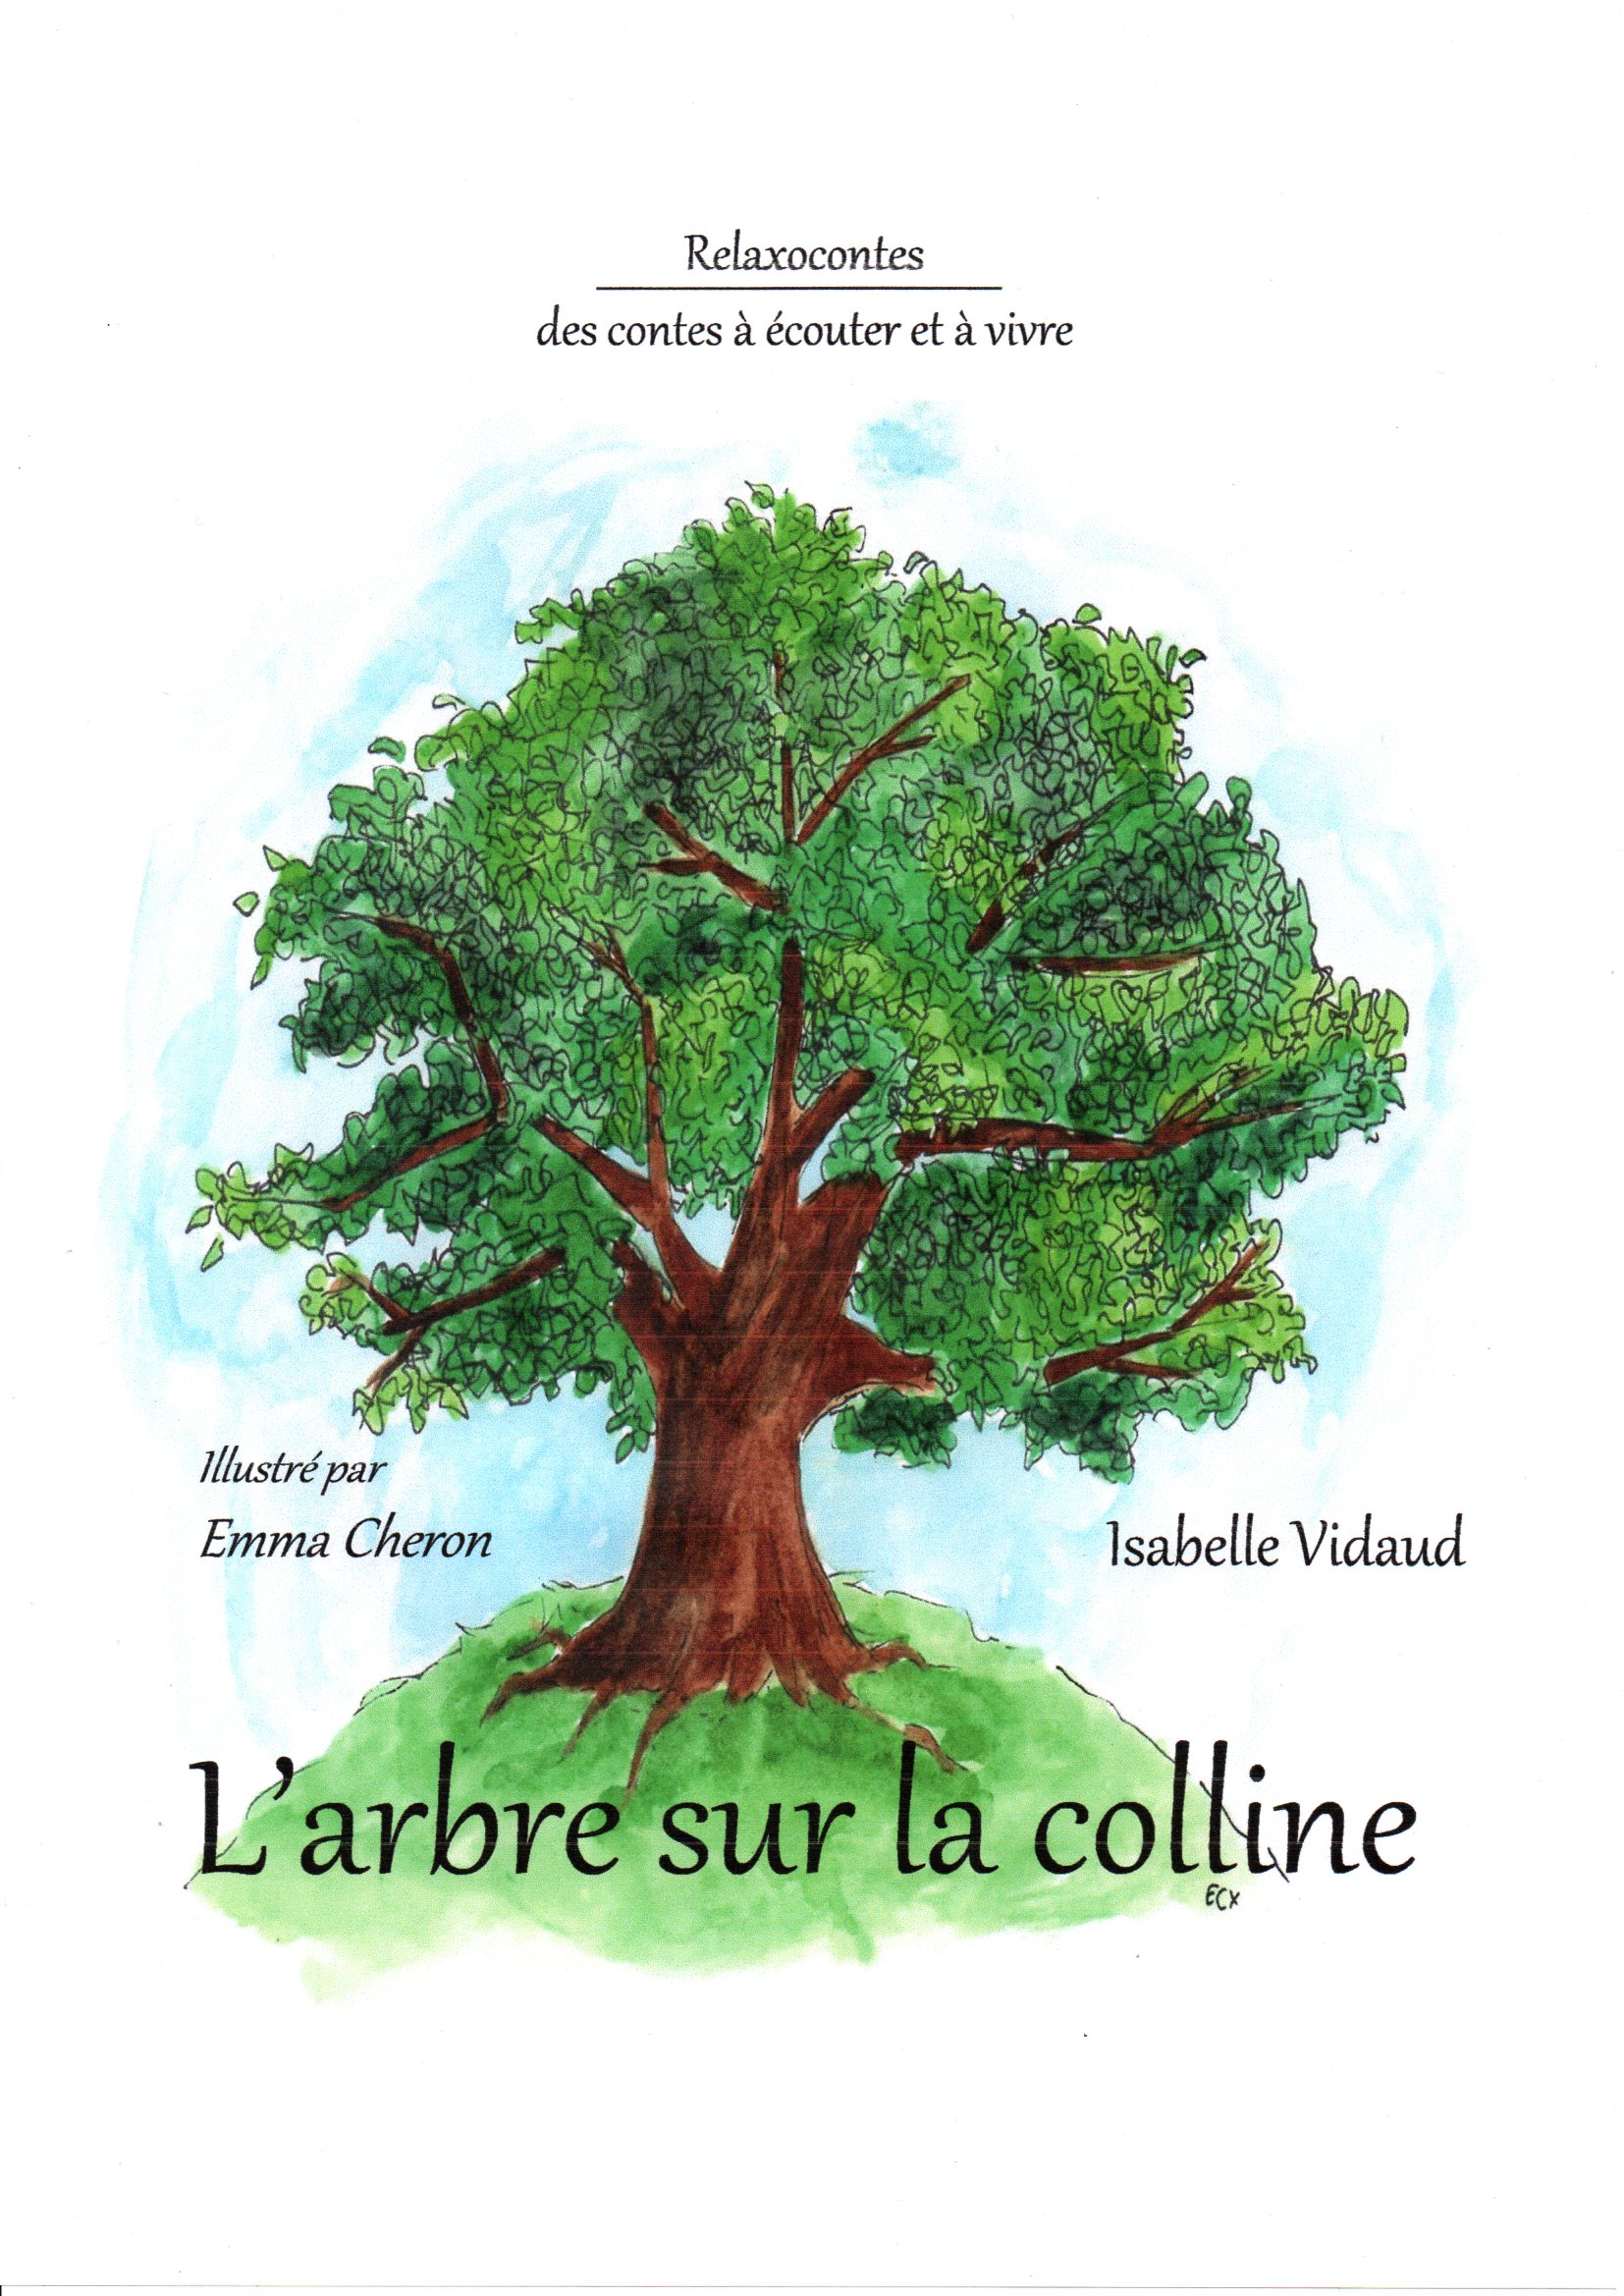 Relaxocontes
des contes à écouter et à vivre
Illustré par
Emma Cheron
Isabelle Vidaud
L'arbre sur la colline
ECX